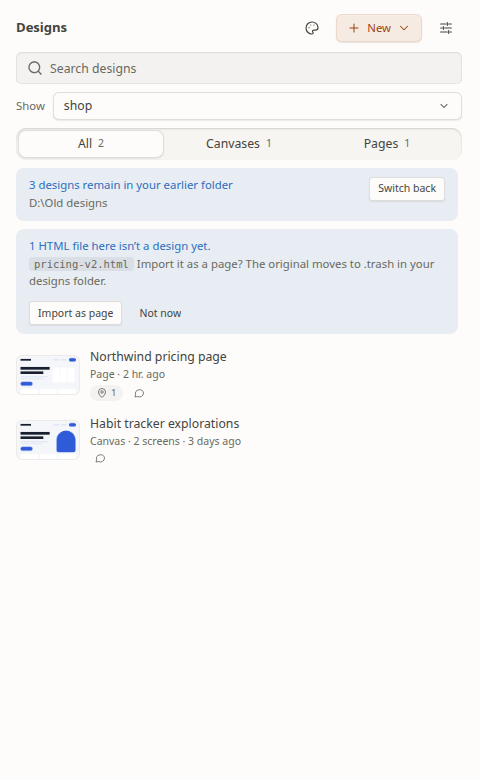 Designs
New
Search designs
Show shop
All 2 Canvases 1 Pages 1
3 designs remain in your earlier folder
D:\Old designs
Switch back
1 HTML file here isn't a design yet.
pricing-v2.html Import it as a page? The original moves to .trash in your
designs folder.
Import as page Not now
Northwind pricing page
Page · 2 hr. ago
1
Habit tracker explorations
Canvas · 2 screens · 3 days ago